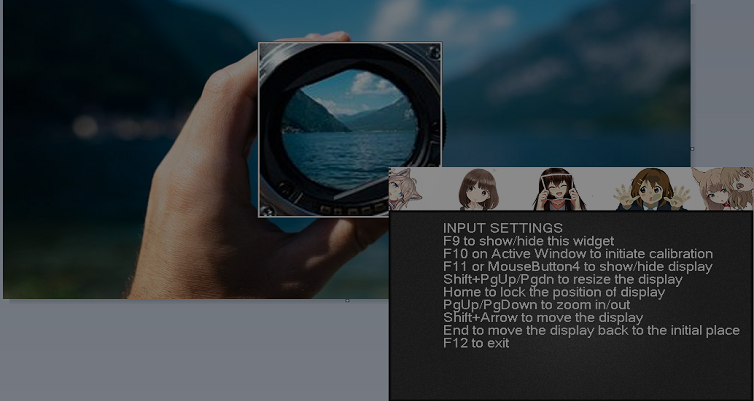 INPUT SETTINGS
F9 to show/hide this widget
F10 on Active Window to initiate calibration
F11 or MouseButton4 to show/hide display
Shift+PgUp/Pgdn to resize the display
Home to lock the position of display
PgUp/PgDown to zoom in/out
Shift+Arrow to move the display
End to move the display back to the initial place
F12 to exit